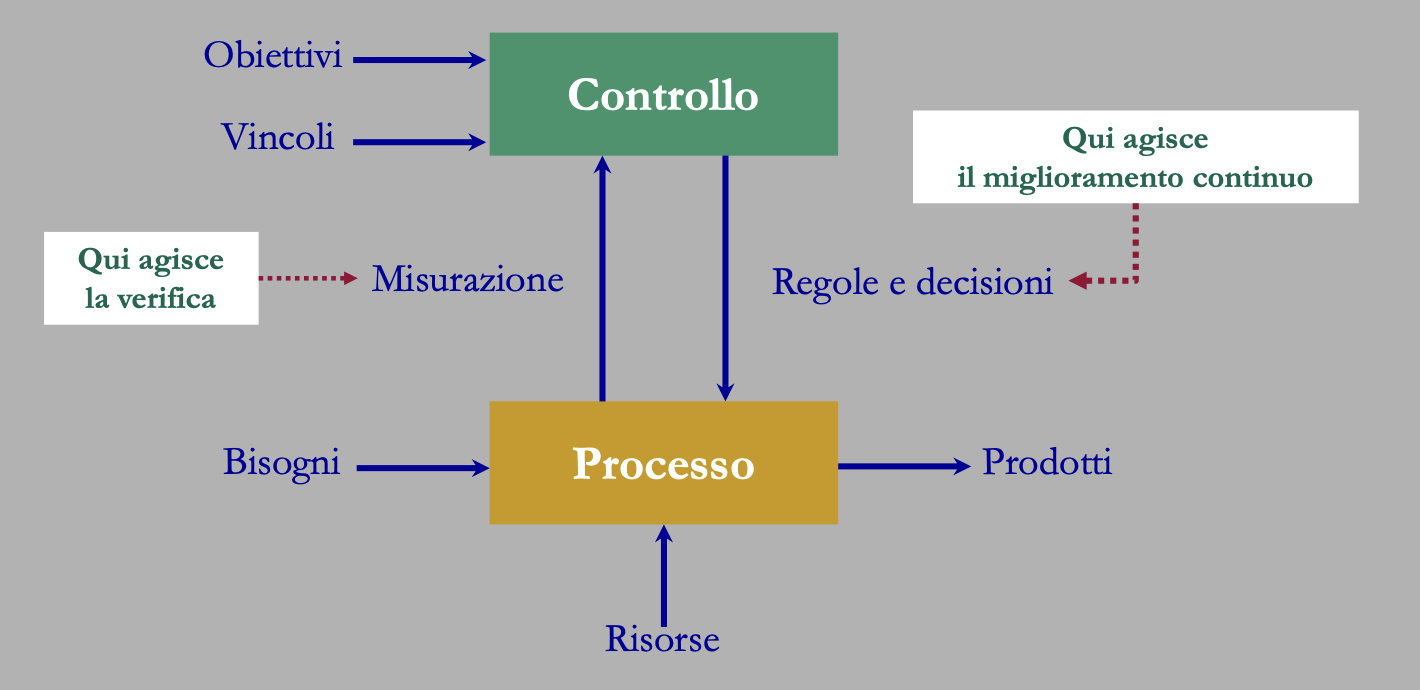 Obiettivi
Controllo
Vincoli
Qui agisce
il miglioramento continuo
Qui agisce
la verifica
Misurazione
Regole e decisioni
Bisogni
Processo
Prodotti
Risorse